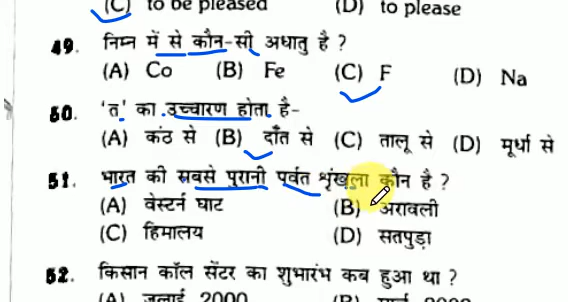 (C) to be pleased (D) to please
49. निम्न में से कौन-सी अधातु है ?
(A) Co (B) Fe (C) F (D) Na
50. 'त' का उच्चारण होता है-
(A) कंठ से (B) दाँत से (C) तालू से (D) मूर्धा से
51. भारत की सबसे पुरानी पर्वत शृंखला कौन है ?
(A) वेस्टर्न घाट (B) अरावली
(C) हिमालय (D) सतपुड़ा
52. किसान कॉल सेंटर का शुभारंभ कब हुआ था ?
(A) जुलाई 2000